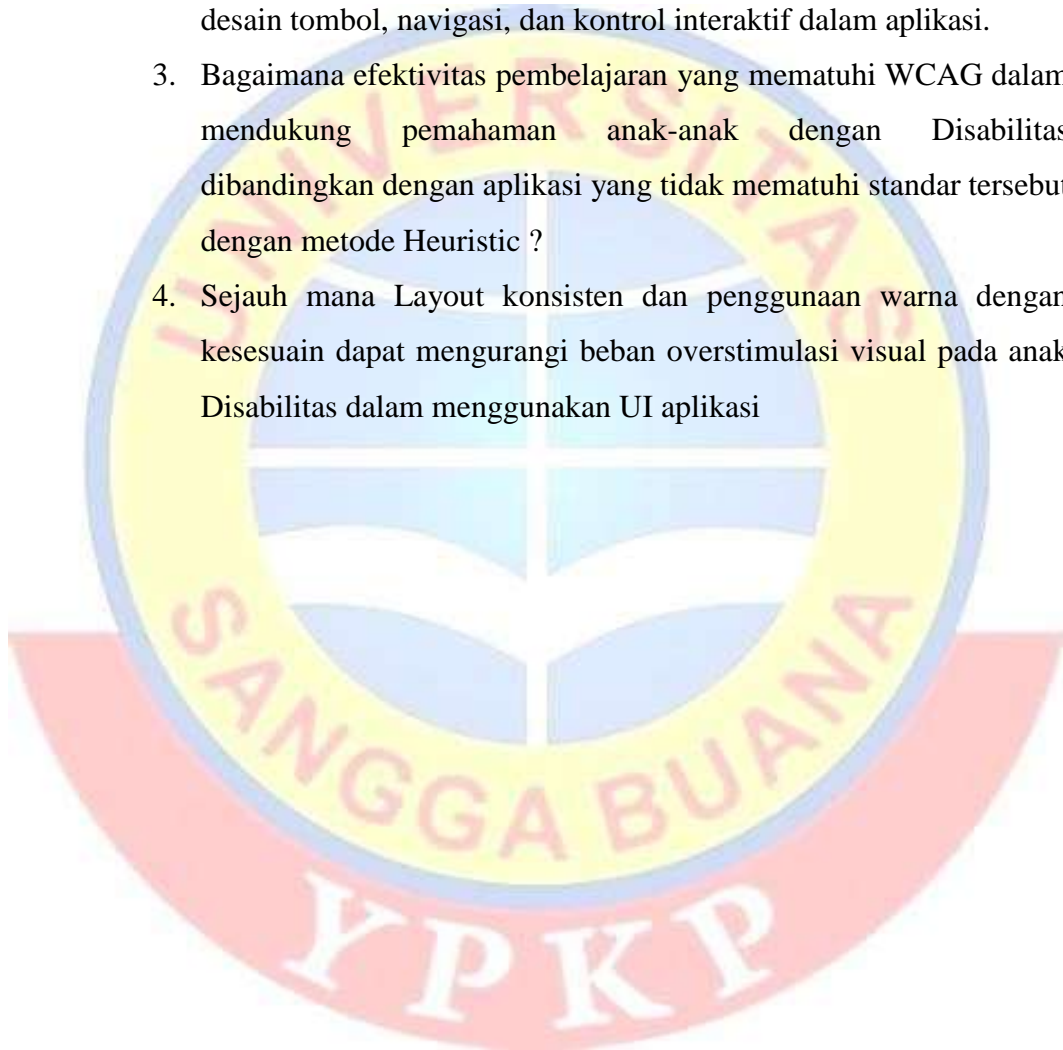 desain tombol, navigasi, dan kontrol interaktif dalam aplikasi.
3. Bagaimana efektivitas pembelajaran yang mematuhi WCAG dalam
mendukung pemahaman anak-anak dengan Disabilitas
dibandingkan dengan aplikasi yang tidak mematuhi standar tersebut
dengan metode Heuristic ?
4. Sejauh mana Layout konsisten dan penggunaan warna dengan
kesesuain dapat mengurangi beban overstimulasi visual pada anak
Disabilitas dalam menggunakan UI aplikasi
UNIVERSITAS
SANGGA BUANA
YPKP